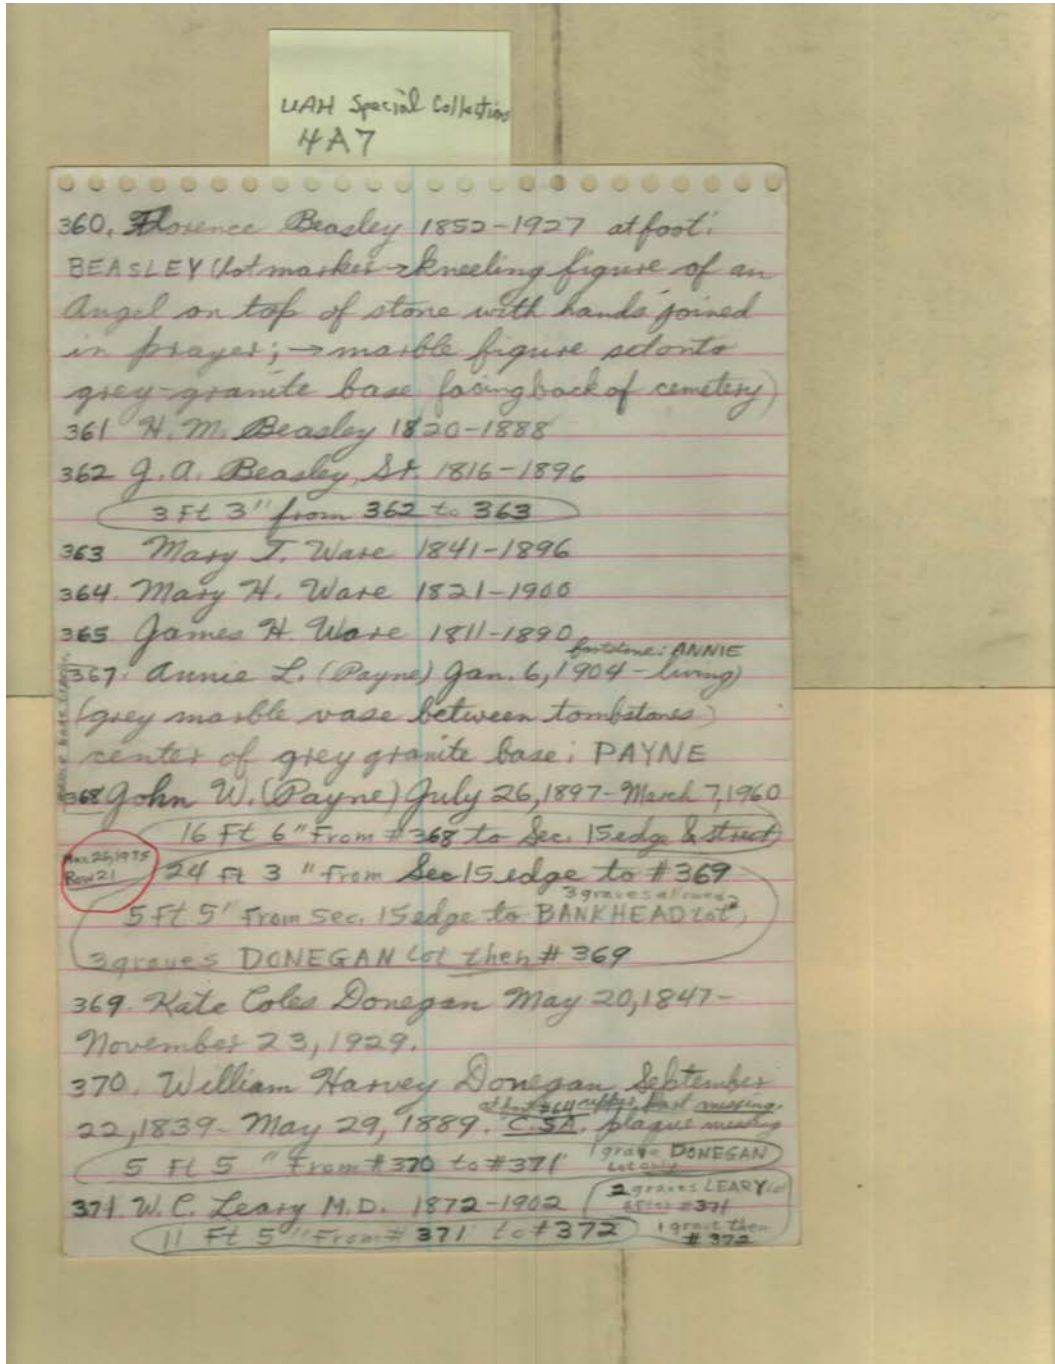 UAH Special Collections
4A7
360. Florence Beasley 1852-1927 at foot:
BEASLEY (lot marker → kneeling figure of an
Angel on top of stone with hands joined
in prayer; → marble figure set onto
grey-granite base facing back of cemetery)
361 H. M. Beasley 1820-1888
362 J. A. Beasley, Sr. 1816-1896
3 Ft 3" from 362 to 363
363 Mary T. Ware 1841-1896
364. Mary H. Ware 1821-1900
365 James H. Ware 1811-1890
footstone: ANNIE
367. Annie L. (Payne) Jan. 6, 1904 - living)
(grey marble vase between tombstones)
center of grey granite base: PAYNE
368 John W. (Payne) July 26, 1897- March 7, 1960
16 Ft 6" From #368 to Sec. 15 edge & street
Mar. 25, 1975
Row 21
24 Ft 3" From Sec 15 edge to #369
3 graves allowed
5 Ft 5" From Sec. 15 edge to BANKHEAD Lot,
3 graves DONEGAN Lot then # 369
369. Kate Coles Donegan May 20, 1847-
November 23, 1929.
370. William Harvey Donegan, September
part missing.
22, 1839- May 29, 1889. C.S.A. plaque missing
1 grave DONEGAN
Lot only
5 Ft 5" From #370 to #371
371 W. C. Leary M.D. 1872-1902
2 graves LEARY lot
after #371
1 grave then
# 372
11 Ft 5" From # 371 to #372